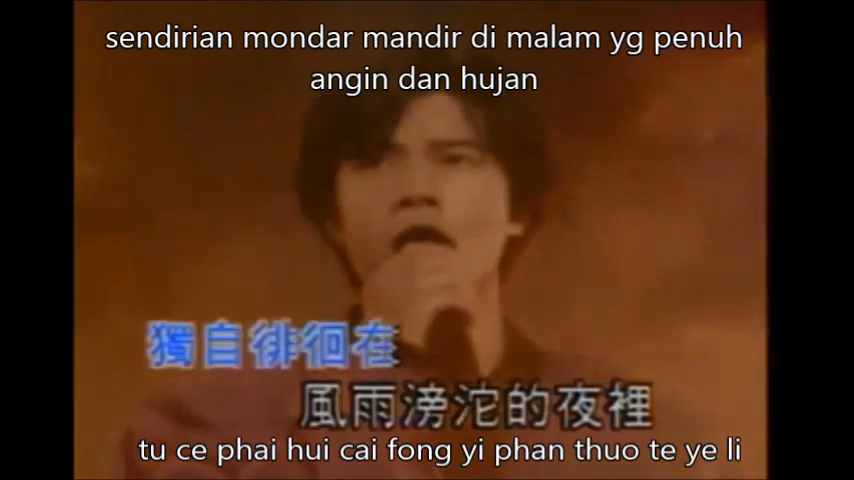 sendirian mondar mandir di malam yg penuh
angin dan hujan
獨自徘徊在
風雨滂沱的夜裡
tu ce phai hui cai fong yi phan thuo te ye li